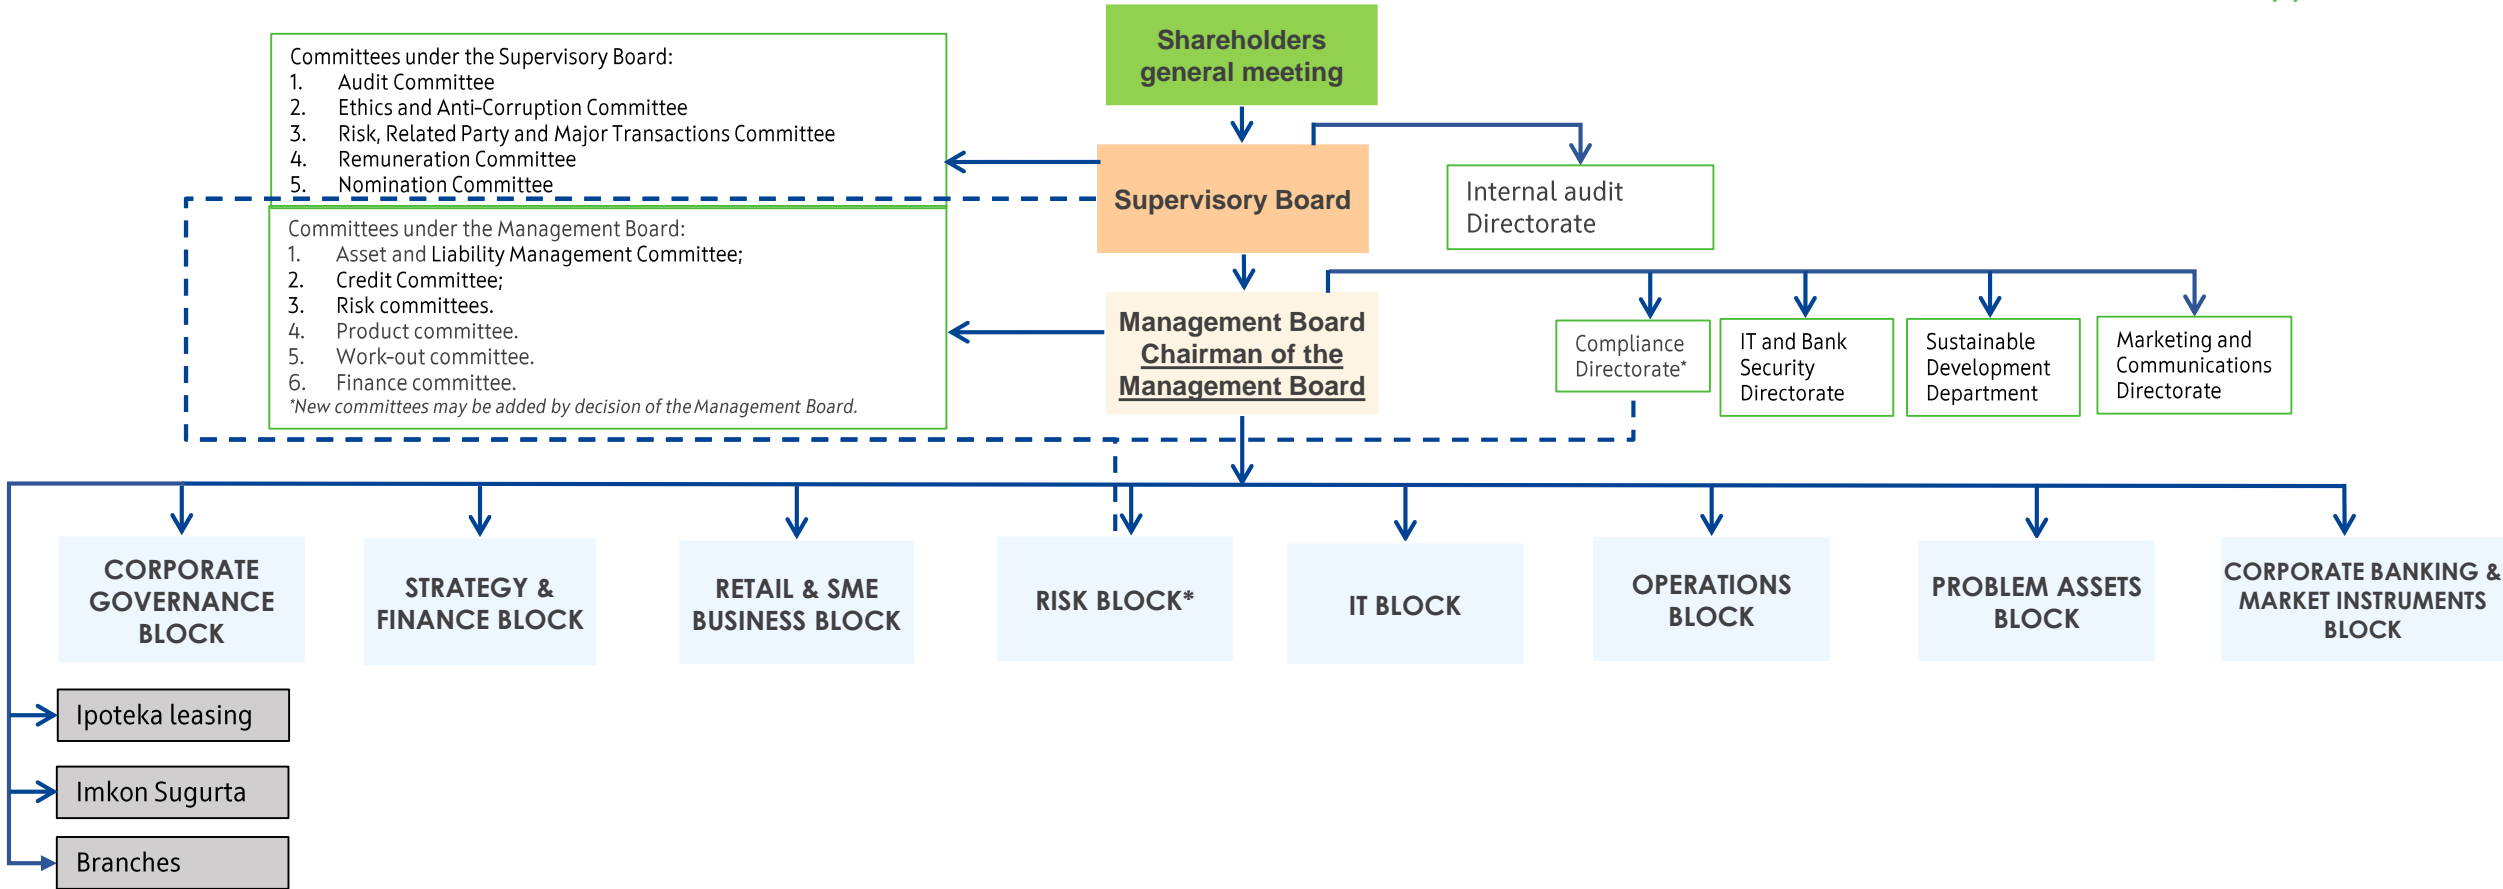 Shareholders
general meeting
Committees under the Supervisory Board:
1. Audit Committee
2. Ethics and Anti-Corruption Committee
3. Risk, Related Party and Major Transactions Committee
4. Remuneration Committee
5. Nomination Committee
Supervisory Board
Internal audit
Directorate
Committees under the Management Board:
1. Asset and Liability Management Committee;
2. Credit Committee;
3. Risk committees.
4. Product committee.
5. Work-out committee.
6. Finance committee.
*New committees may be added by decision of the Management Board.
Management Board
Chairman of the
Management Board
Compliance
Directorate*
IT and Bank
Security
Directorate
Sustainable
Development
Department
Marketing and
Communications
Directorate
CORPORATE
GOVERNANCE
BLOCK
STRATEGY &
FINANCE BLOCK
RETAIL & SME
BUSINESS BLOCK
RISK BLOCK*
IT BLOCK
OPERATIONS
BLOCK
PROBLEM ASSETS
BLOCK
CORPORATE BANKING &
MARKET INSTRUMENTS
BLOCK
Ipoteka leasing
Imkon Sugurta
Branches